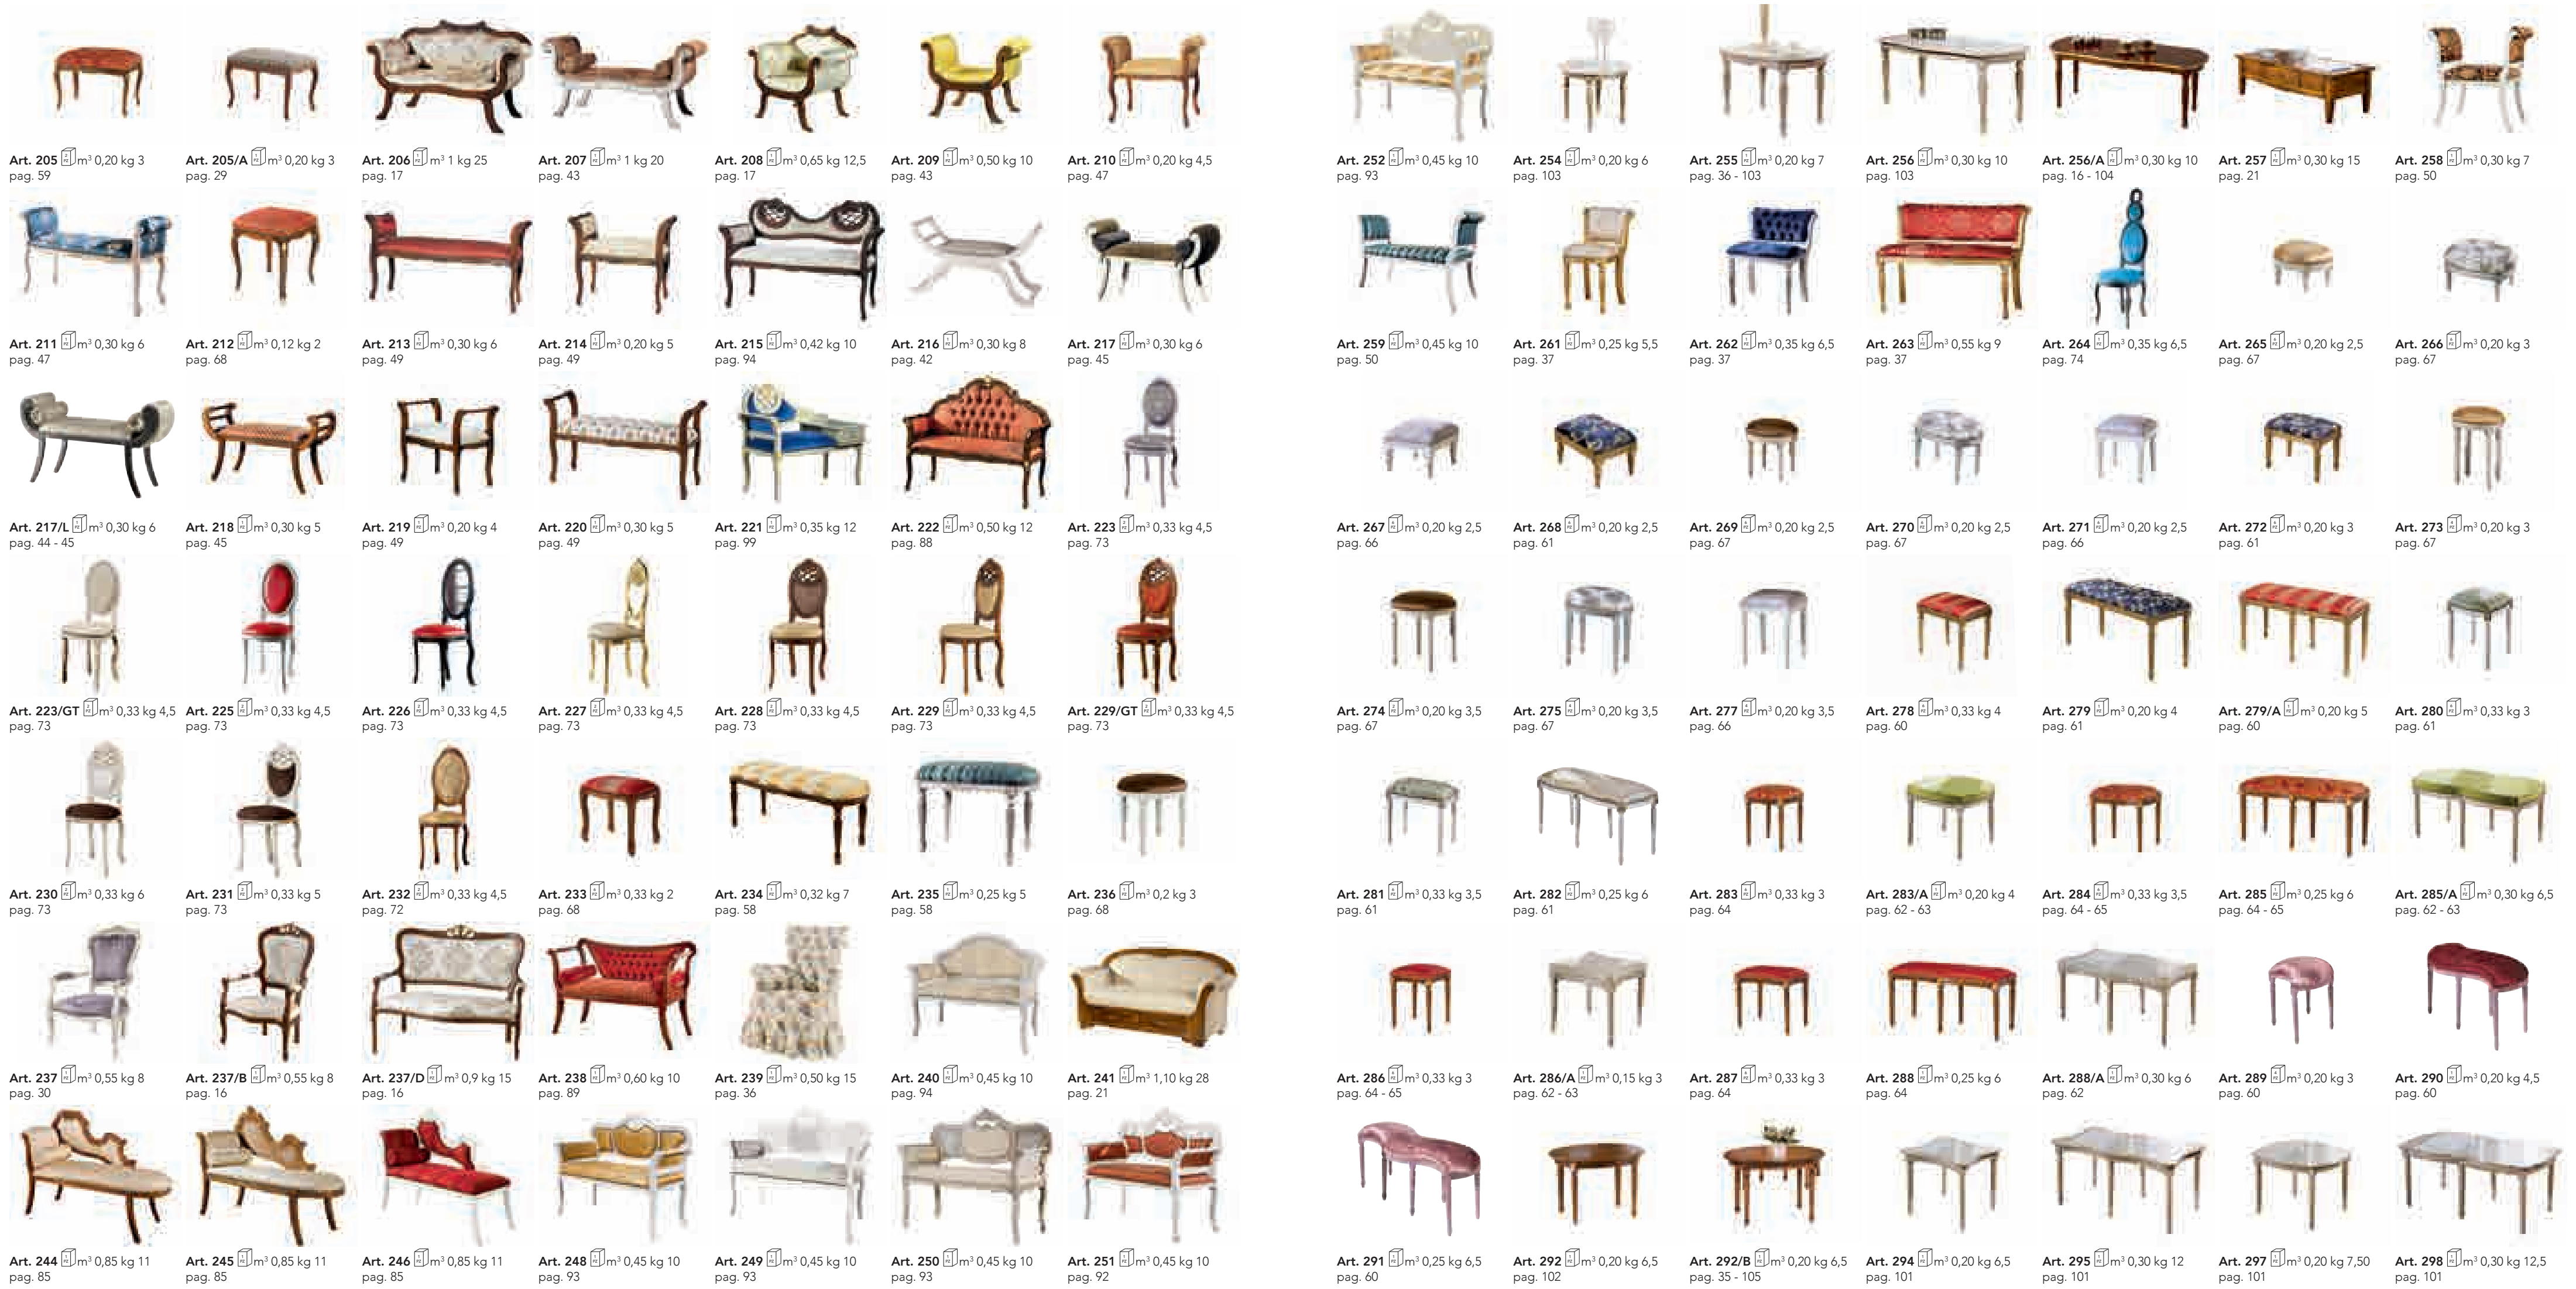 Art. 205 m³ 0,20 kg 3
pag. 59
Art. 205/A m³ 0,20 kg 3
pag. 29
Art. 206 m³ 1 kg 25
pag. 17
Art. 207 m³ 1 kg 20
pag. 43
Art. 208 m³ 0,65 kg 12,5
pag. 17
Art. 209 m³ 0,50 kg 10
pag. 43
Art. 210 m³ 0,20 kg 4,5
pag. 47
Art. 211 m³ 0,30 kg 6
pag. 47
Art. 212 m³ 0,12 kg 2
pag. 68
Art. 213 m³ 0,30 kg 6
pag. 49
Art. 214 m³ 0,20 kg 5
pag. 49
Art. 215 m³ 0,42 kg 10
pag. 94
Art. 216 m³ 0,30 kg 8
pag. 42
Art. 217 m³ 0,30 kg 6
pag. 45
Art. 217/L m³ 0,30 kg 6
pag. 44 - 45
Art. 218 m³ 0,30 kg 5
pag. 45
Art. 219 m³ 0,20 kg 4
pag. 49
Art. 220 m³ 0,30 kg 5
pag. 49
Art. 221 m³ 0,35 kg 12
pag. 99
Art. 222 m³ 0,50 kg 12
pag. 88
Art. 223 m³ 0,33 kg 4,5
pag. 73
Art. 223/GT m³ 0,33 kg 4,5
pag. 73
Art. 225 m³ 0,33 kg 4,5
pag. 73
Art. 226 m³ 0,33 kg 4,5
pag. 73
Art. 227 m³ 0,33 kg 4,5
pag. 73
Art. 228 m³ 0,33 kg 4,5
pag. 73
Art. 229 m³ 0,33 kg 4,5
pag. 73
Art. 229/GT m³ 0,33 kg 4,5
pag. 73
Art. 230 m³ 0,33 kg 6
pag. 73
Art. 231 m³ 0,33 kg 5
pag. 73
Art. 232 m³ 0,33 kg 4,5
pag. 72
Art. 233 m³ 0,33 kg 2
pag. 68
Art. 234 m³ 0,32 kg 7
pag. 58
Art. 235 m³ 0,25 kg 5
pag. 58
Art. 236 m³ 0,2 kg 3
pag. 68
Art. 237 m³ 0,55 kg 8
pag. 30
Art. 237/B m³ 0,55 kg 8
pag. 16
Art. 237/D m³ 0,9 kg 15
pag. 16
Art. 238 m³ 0,60 kg 10
pag. 89
Art. 239 m³ 0,50 kg 15
pag. 36
Art. 240 m³ 0,45 kg 10
pag. 94
Art. 241 m³ 1,10 kg 28
pag. 21
Art. 244 m³ 0,85 kg 11
pag. 85
Art. 245 m³ 0,85 kg 11
pag. 85
Art. 246 m³ 0,85 kg 11
pag. 85
Art. 248 m³ 0,45 kg 10
pag. 93
Art. 249 m³ 0,45 kg 10
pag. 93
Art. 250 m³ 0,45 kg 10
pag. 93
Art. 251 m³ 0,45 kg 10
pag. 92
Art. 252 m³ 0,45 kg 10
pag. 93
Art. 254 m³ 0,20 kg 6
pag. 103
Art. 255 m³ 0,20 kg 7
pag. 36 - 103
Art. 256 m³ 0,30 kg 10
pag. 103
Art. 256/A m³ 0,30 kg 10
pag. 16 - 104
Art. 257 m³ 0,30 kg 15
pag. 21
Art. 258 m³ 0,30 kg 7
pag. 50
Art. 259 m³ 0,45 kg 10
pag. 50
Art. 261 m³ 0,25 kg 5,5
pag. 37
Art. 262 m³ 0,35 kg 6,5
pag. 37
Art. 263 m³ 0,55 kg 9
pag. 37
Art. 264 m³ 0,35 kg 6,5
pag. 74
Art. 265 m³ 0,20 kg 2,5
pag. 67
Art. 266 m³ 0,20 kg 3
pag. 67
Art. 267 m³ 0,20 kg 2,5
pag. 66
Art. 268 m³ 0,20 kg 2,5
pag. 61
Art. 269 m³ 0,20 kg 2,5
pag. 67
Art. 270 m³ 0,20 kg 2,5
pag. 67
Art. 271 m³ 0,20 kg 2,5
pag. 66
Art. 272 m³ 0,20 kg 3
pag. 61
Art. 273 m³ 0,20 kg 3
pag. 67
Art. 274 m³ 0,20 kg 3,5
pag. 67
Art. 275 m³ 0,20 kg 3,5
pag. 67
Art. 277 m³ 0,20 kg 3,5
pag. 66
Art. 278 m³ 0,33 kg 4
pag. 60
Art. 279 m³ 0,20 kg 4
pag. 61
Art. 279/A m³ 0,20 kg 5
pag. 60
Art. 280 m³ 0,33 kg 3
pag. 61
Art. 281 m³ 0,33 kg 3,5
pag. 61
Art. 282 m³ 0,25 kg 6
pag. 61
Art. 283 m³ 0,33 kg 3
pag. 64
Art. 283/A m³ 0,20 kg 4
pag. 62 - 63
Art. 284 m³ 0,33 kg 3,5
pag. 64 - 65
Art. 285 m³ 0,25 kg 6
pag. 64 - 65
Art. 285/A m³ 0,30 kg 6,5
pag. 62 - 63
Art. 286 m³ 0,33 kg 3
pag. 64 - 65
Art. 286/A m³ 0,15 kg 3
pag. 62 - 63
Art. 287 m³ 0,33 kg 3
pag. 64
Art. 288 m³ 0,25 kg 6
pag. 64
Art. 288/A m³ 0,30 kg 6
pag. 62
Art. 289 m³ 0,20 kg 3
pag. 60
Art. 290 m³ 0,20 kg 4,5
pag. 60
Art. 291 m³ 0,25 kg 6,5
pag. 60
Art. 292 m³ 0,20 kg 6,5
pag. 102
Art. 292/B m³ 0,20 kg 6,5
pag. 35 - 105
Art. 294 m³ 0,20 kg 6,5
pag. 101
Art. 295 m³ 0,30 kg 12
pag. 101
Art. 297 m³ 0,20 kg 7,50
pag. 101
Art. 298 m³ 0,30 kg 12,5
pag. 101